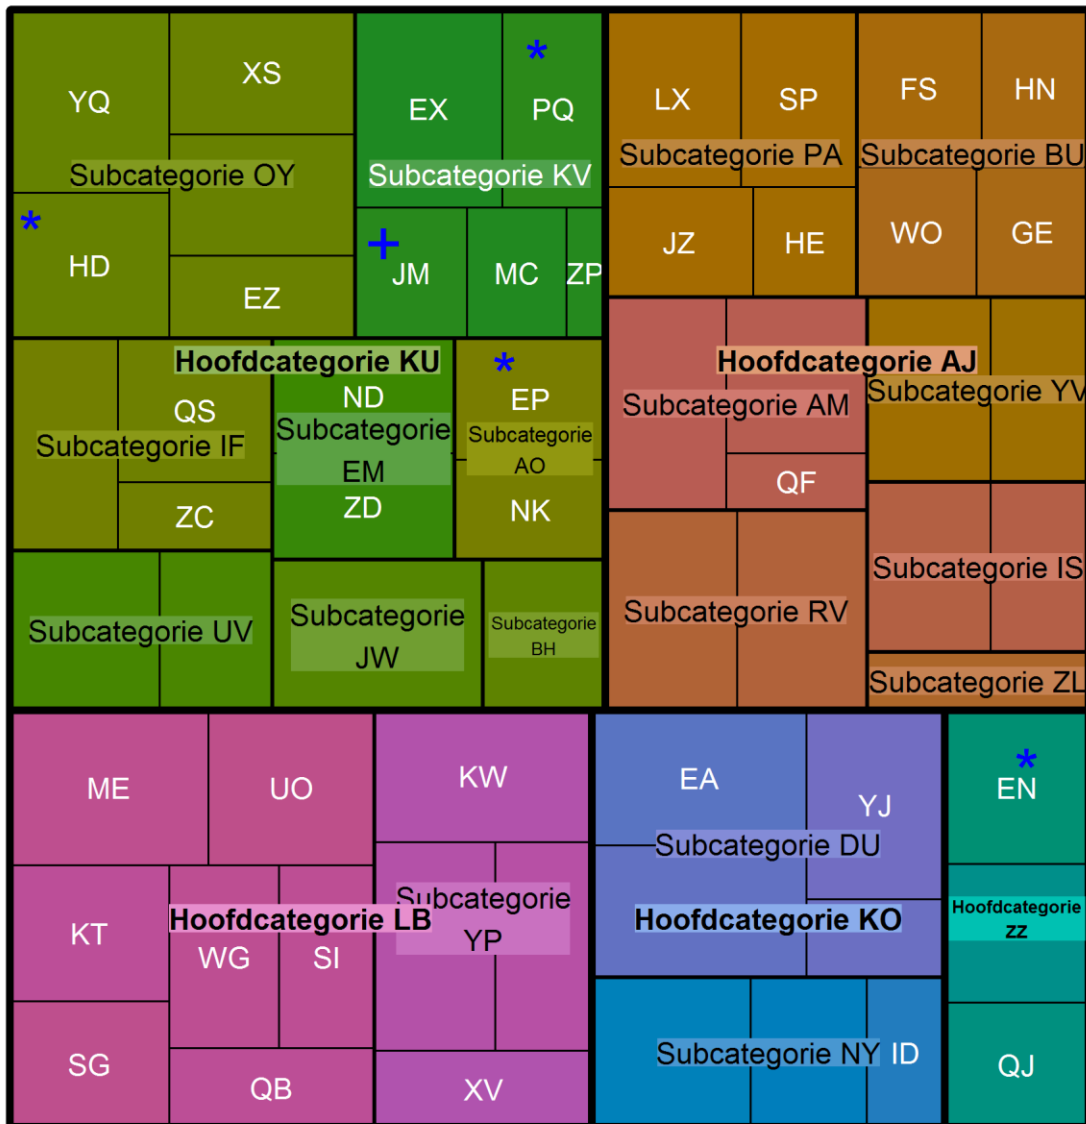 YQ
XS
Subcategorie OY
* HD
EZ
EX
* PQ
Subcategorie KV
+ JM
MC
ZP
Hoofdcategorie KU
QS
Subcategorie IF
ZC
ND
Subcategorie
EM
ZD
* EP
Subcategorie
AO
NK
Subcategorie UV
Subcategorie
JW
Subcategorie
BH
LX
SP
Subcategorie PA
JZ
HE
FS
HN
Subcategorie BU
WO
GE
Hoofdcategorie AJ
Subcategorie AM
QF
Subcategorie YV
Subcategorie RV
Subcategorie IS
Subcategorie ZL
ME
UO
KT
Hoofdcategorie LB
WG
SI
SG
QB
KW
Subcategorie
YP
XV
EA
YJ
Subcategorie DU
Hoofdcategorie KO
Subcategorie NY
ID
* EN
Hoofdcategorie
ZZ
QJ